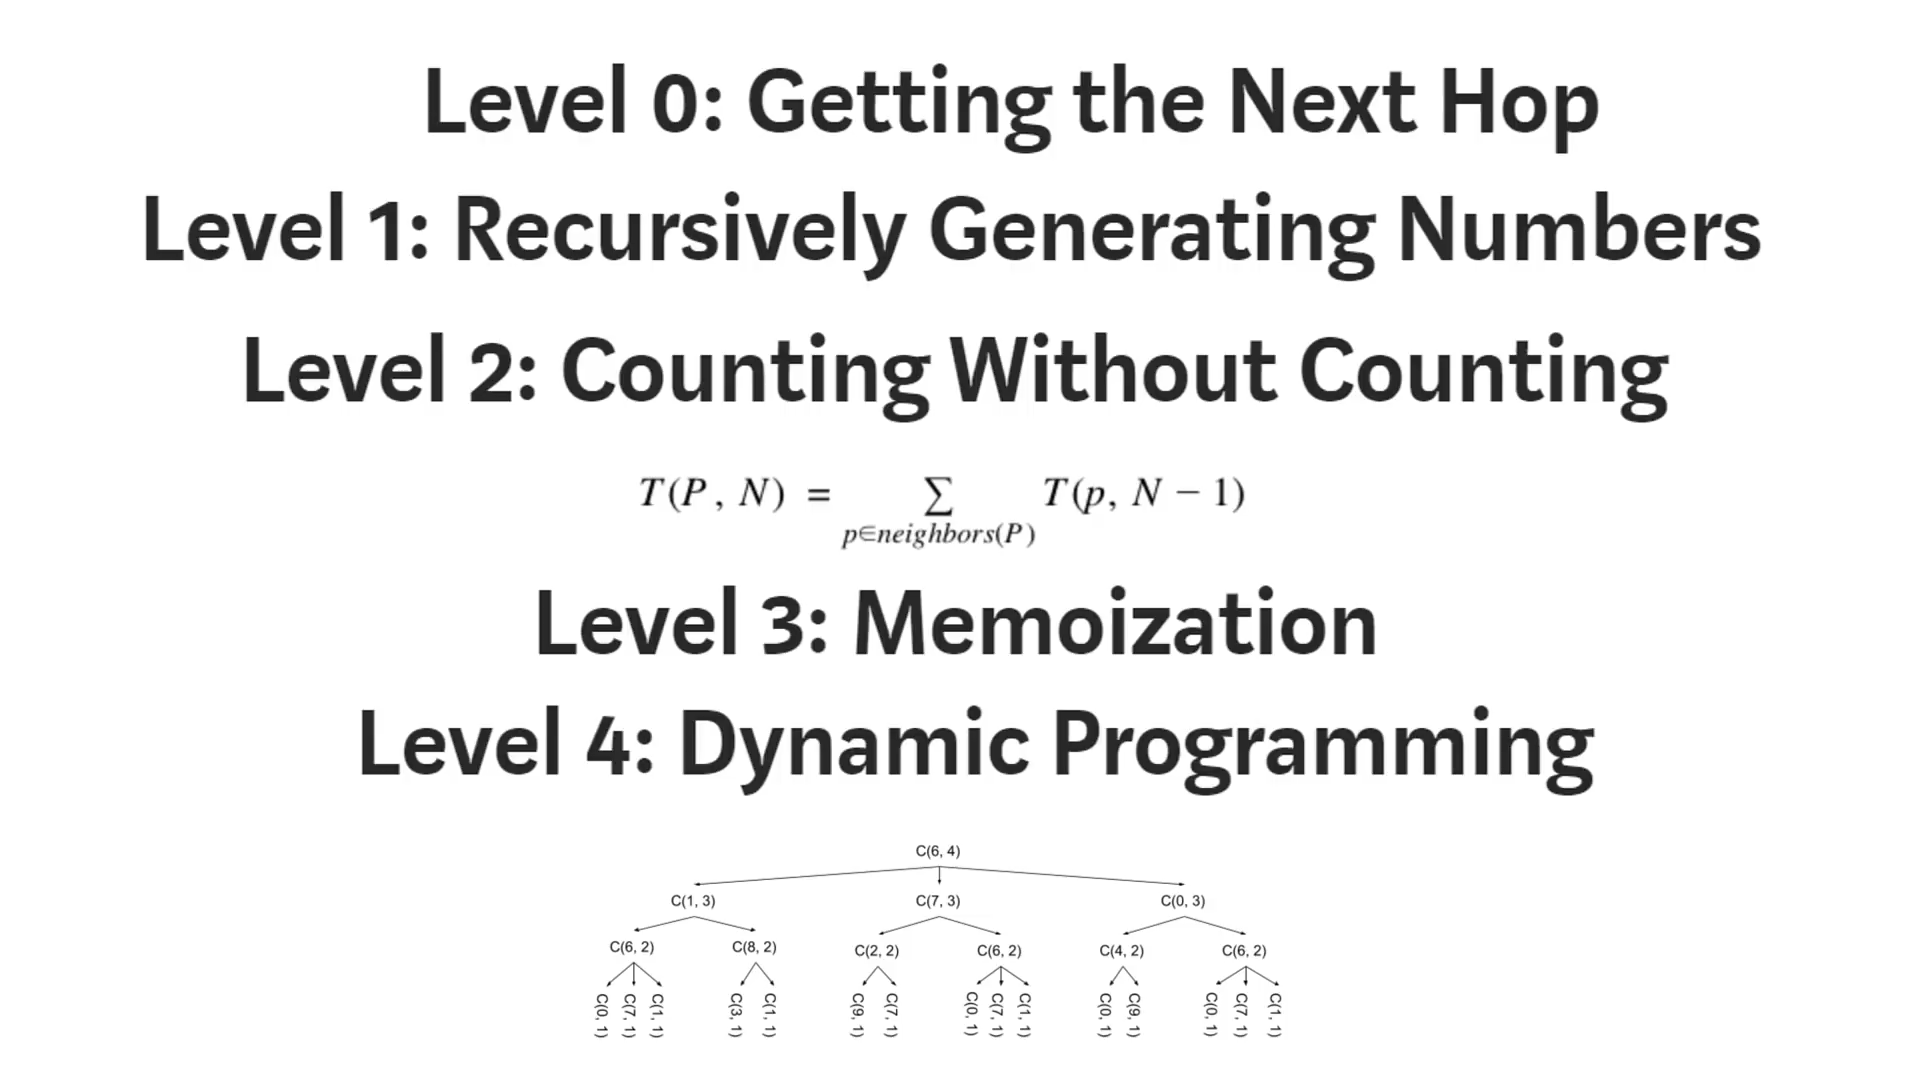 Level 0: Getting the Next Hop
Level 1: Recursively Generating Numbers
Level 2: Counting Without Counting
T(P, N) = ∑ T(p, N − 1)
p∈neighbors(P)
Level 3: Memoization
Level 4: Dynamic Programming
C(6, 4)
C(1, 3) C(7, 3) C(0, 3)
C(6, 2) C(8, 2) C(2, 2) C(6, 2) C(4, 2) C(6, 2)
C(0, 1) C(7, 1) C(1, 1) C(3, 1) C(1, 1) C(9, 1) C(7, 1) C(0, 1) C(7, 1) C(1, 1) C(0, 1) C(9, 1) C(0, 1) C(7, 1) C(1, 1)